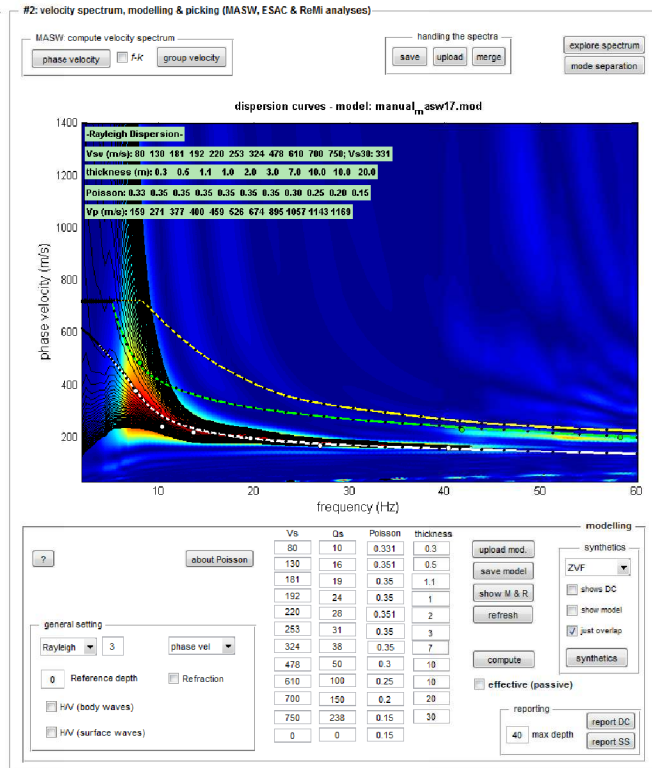 #2: velocity spectrum, modelling & picking (MASW, ESAC & ReMi analyses)
MASW: compute velocity spectrum
phase velocity
f-K
group velocity
handling the spectra
save
upload
merge
explore spectrum
mode separation
dispersion curves - model: manual_masw17.mod
-Rayleigh Dispersion-
Vsv (m/s): 80 130 181 192 220 253 324 478 610 700 750; Vs30: 331
thickness (m): 0.3 0.5 1.1 1.0 2.0 3.0 7.0 10.0 10.0 20.0
Poisson: 0.33 0.35 0.35 0.35 0.35 0.35 0.35 0.30 0.25 0.20 0.15
Vp (m/s): 159 271 377 400 459 526 674 895 1057 1143 1169
phase velocity (m/s)
1400
1200
1000
800
600
400
200
10 20 30 40 50 60
frequency (Hz)
modelling
?
about Poisson
Vs Qs Poisson thickness
80 10 0.331 0.3
130 16 0.351 0.5
181 19 0.35 1.1
192 24 0.35 1
220 28 0.351 2
253 31 0.35 3
324 38 0.35 7
478 50 0.3 10
610 100 0.25 10
700 150 0.2 20
750 238 0.15 30
0 0 0.15
general setting
Rayleigh 3 phase vel
0 Reference depth
Refraction
H/V (body waves)
H/V (surface waves)
upload mod.
save model
show M & R
refresh
compute
effective (passive)
synthetics
ZVF
shows DC
show model
just overlap
synthetics
reporting
40 max depth
report DC
report SS